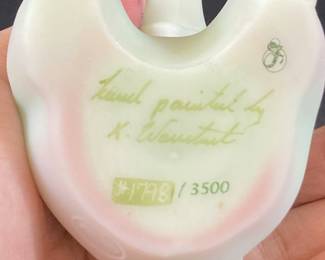 Hand painted by
K.
#1798 / 3500